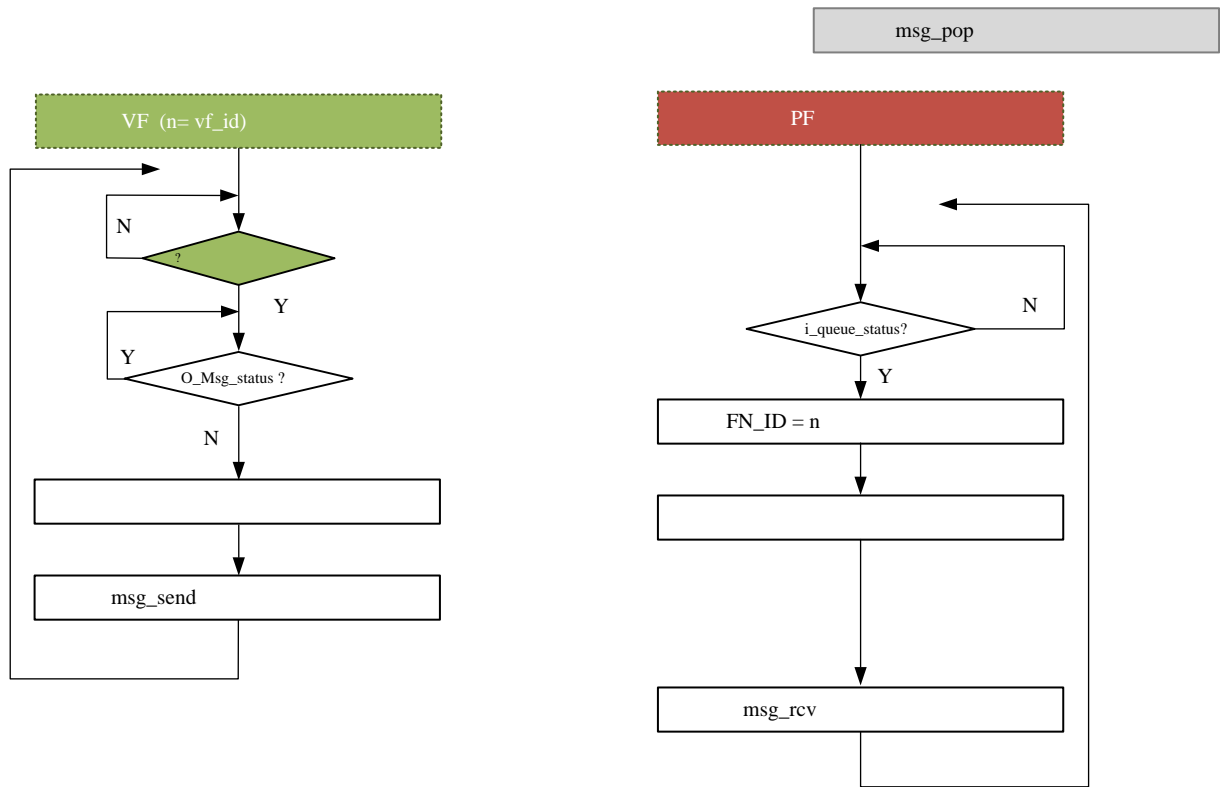 msg_pop
VF (n= vf_id)
N
?
Y
Y
O_Msg_status ?
N
msg_send
PF
N
i_queue_status?
Y
FN_ID = n
msg_rcv